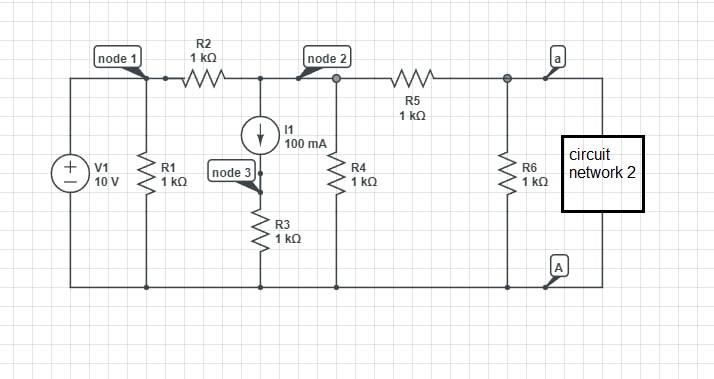 R2
1 kΩ
node 1
node 2
a
R5
1 kΩ
I1
100 mA
circuit
network 2
+
V1
10 V
R1
1 kΩ
node 3
R4
1 kΩ
R6
1 kΩ
R3
1 kΩ
A